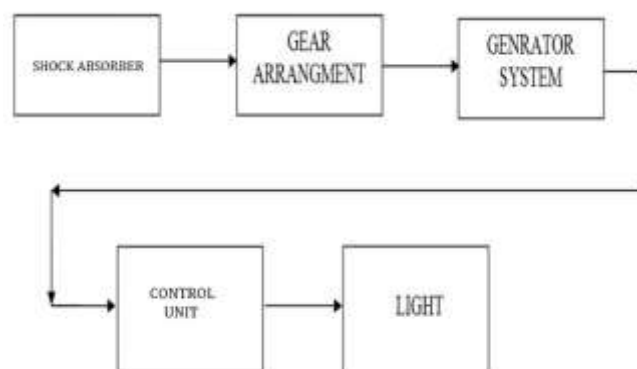 SHOCK ABSORBER
GEAR
ARRANGMENT
GENRATOR
SYSTEM
CONTROL
UNIT
LIGHT